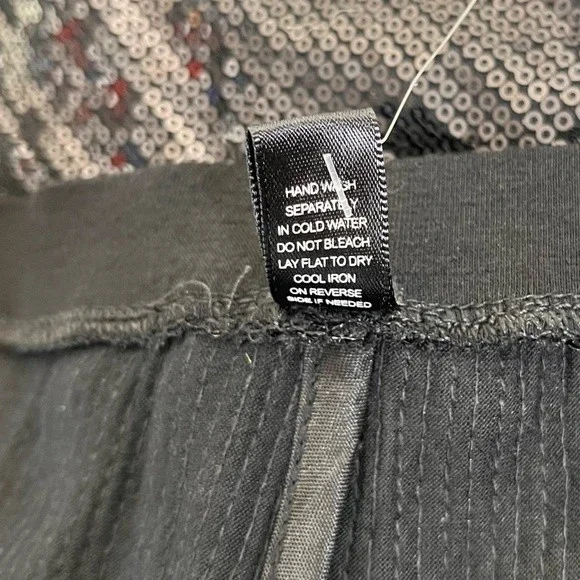 HAND WASH
SEPARATELY
IN COLD WATER
DO NOT BLEACH
LAY FLAT TO DRY
COOL IRON
ON REVERSE
SIDE IF NEEDED